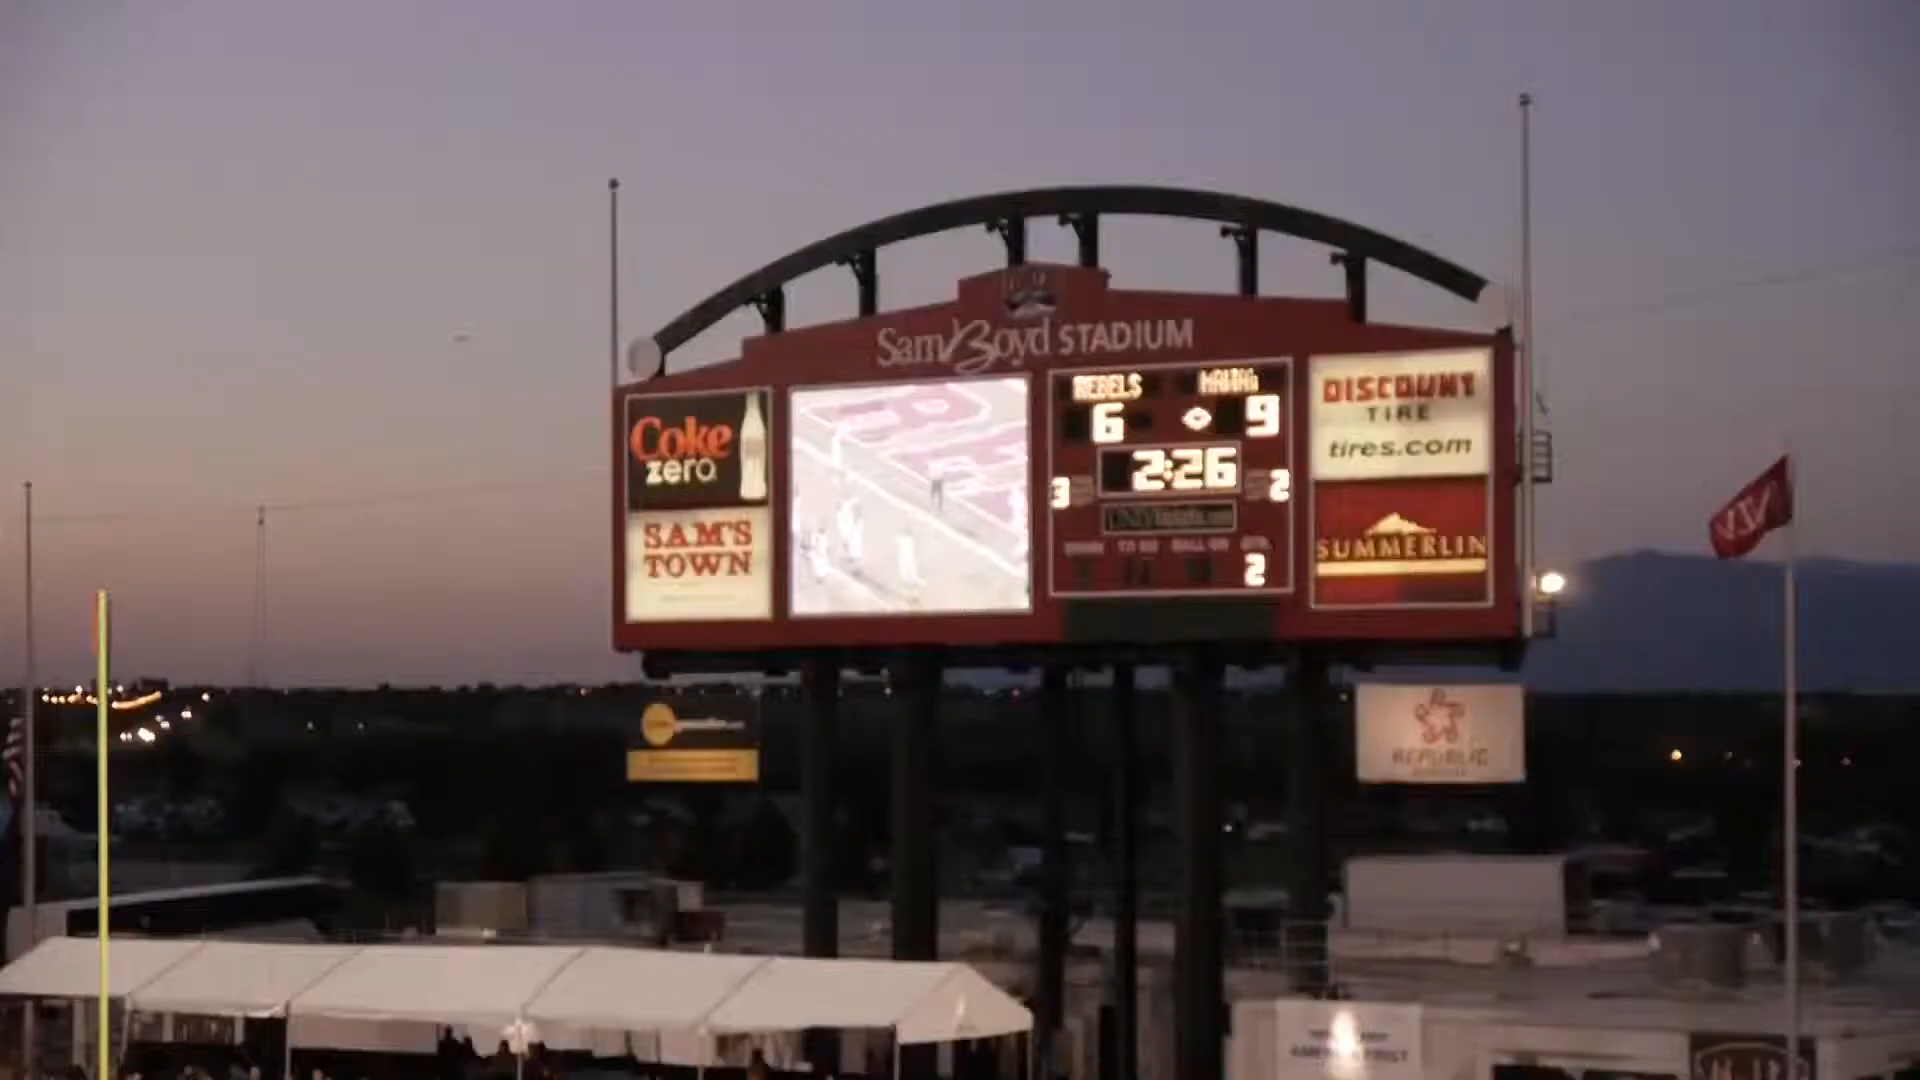 Sam Boyd STADIUM
Coke
zero
SAM'S
TOWN
REBELS
6 9
2:26
3 2
2
DISCOUNT
TIRE
tires.com
SUMMERLIN
REPUBLIC
UNLV